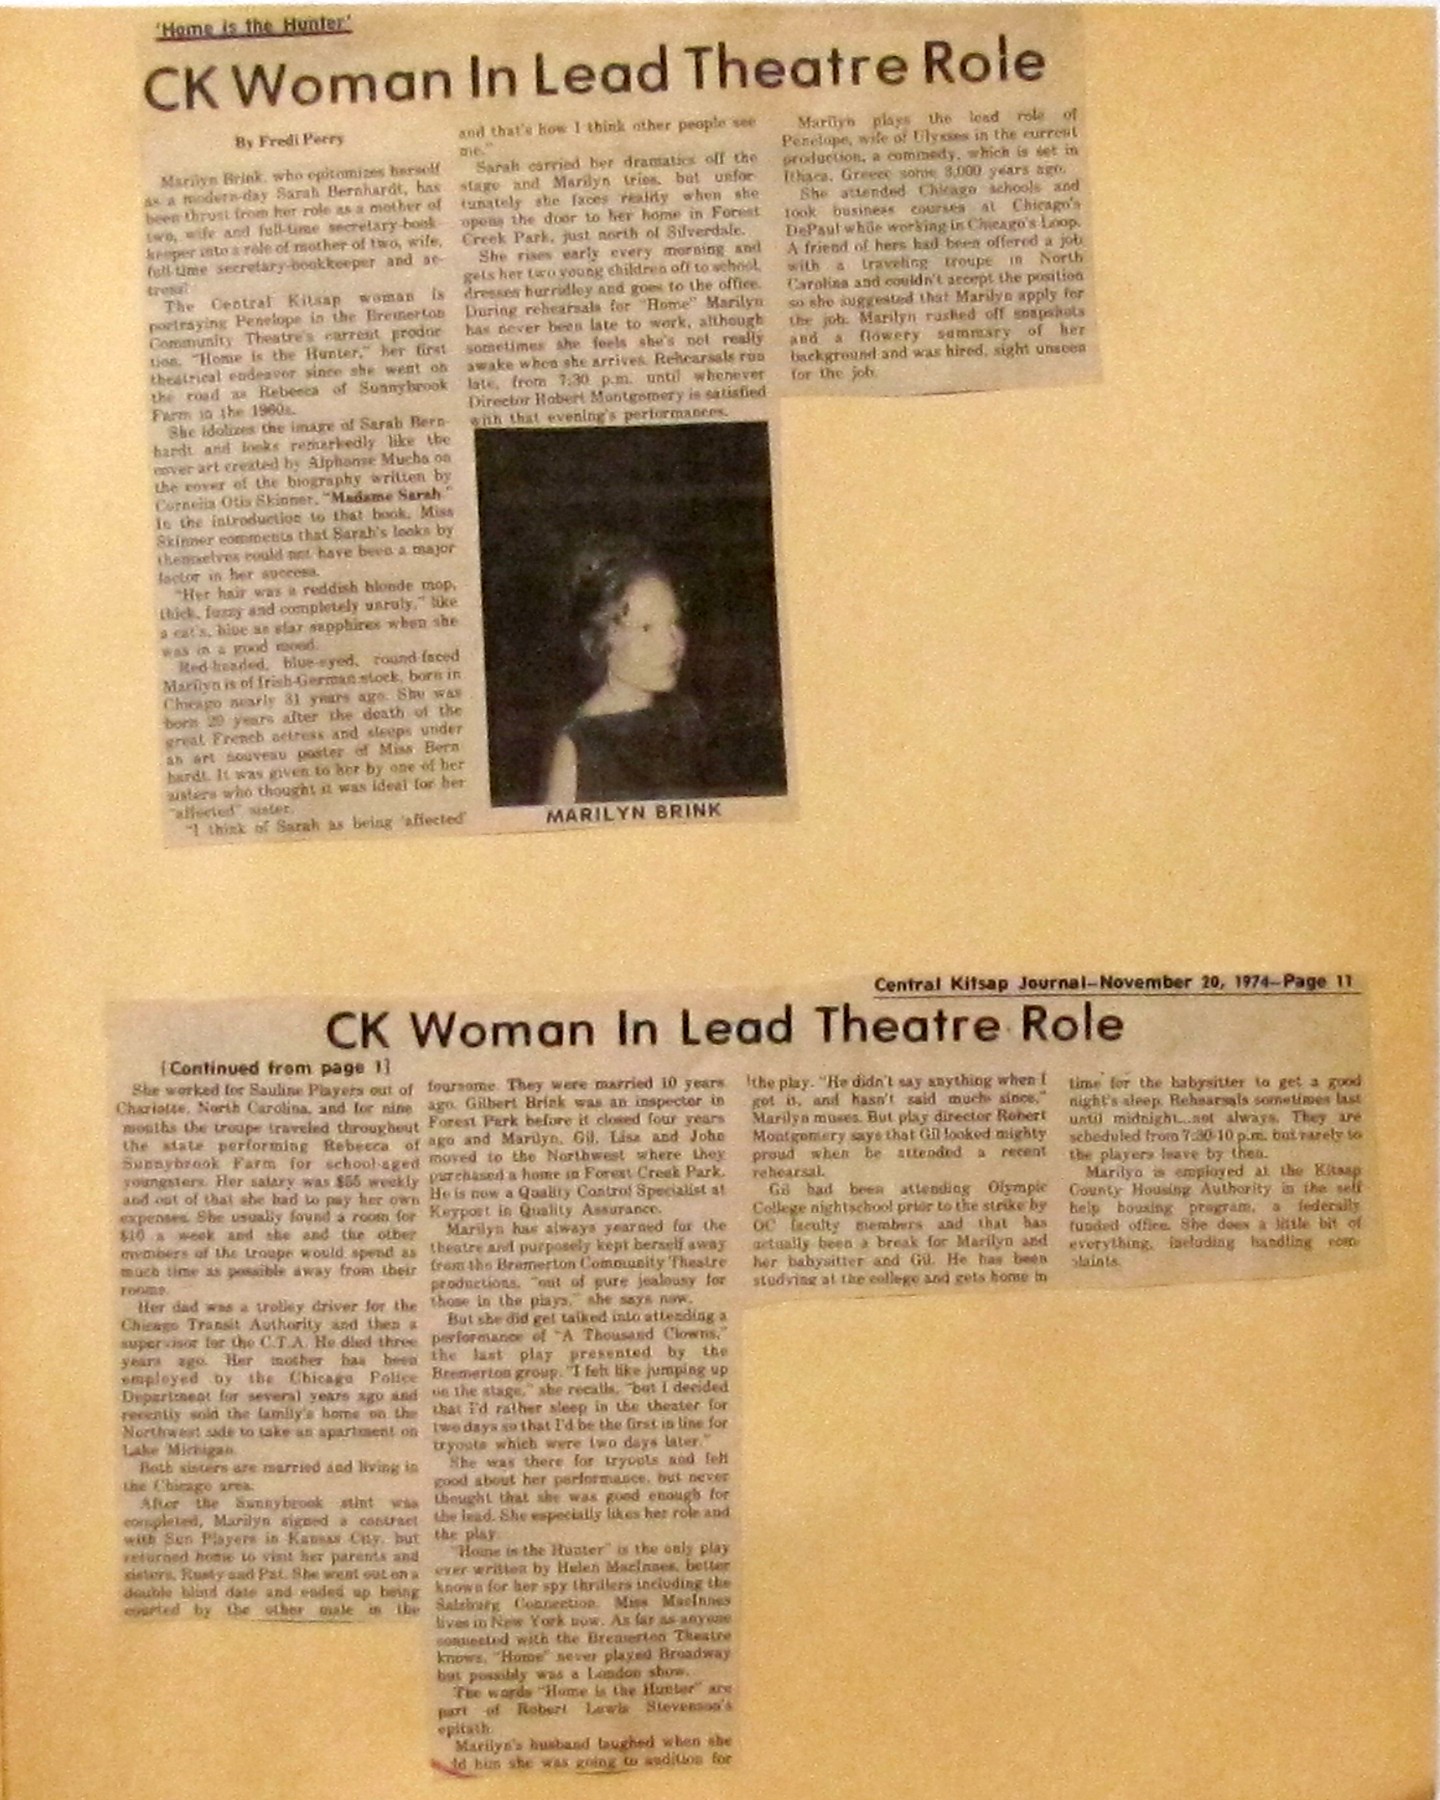 'Home is the Hunter'
CK Woman In Lead Theatre Role
By Fredi Perry
Marilyn Brink, who epitomizes herself
as a modern-day Sarah Bernhardt, has
been thrust from her role as a mother of
two, wife and full-time secretary-book-
keeper into a role of mother of two, wife,
full-time secretary-bookkeeper and ac-
tress!
The Central Kitsap woman is
portraying Penelope in the Bremerton
Community Theatre's current produc-
tion, "Home is the Hunter," her first
theatrical endeavor since she went on
the road as Rebecca of Sunnybrook
Farm in the 1960s.
She idolizes the image of Sarah Bern-
hardt and looks remarkedly like the
cover art created by Alphonse Mucha on
the cover of the biography written by
Cornelia Otis Skinner, "Madame Sarah."
In the introduction to that book, Miss
Skinner comments that Sarah's looks by
themselves could not have been a major
factor in her success.
"Her hair was a reddish blonde mop,
thick, fuzzy and completely unruly," like
a cat's, blue as star sapphires when she
was in a good mood.
Red-headed, blue-eyed, round-faced
Marilyn is of Irish-German stock, born in
Chicago nearly 31 years ago. She was
born 20 years after the death of the
great French actress and sleeps under
an art nouveau poster of Miss Bern-
hardt. It was given to her by one of her
sisters who thought it was ideal for her
"affected" sister.
"I think of Sarah as being 'affected'
and that's how I think other people see
me."
Sarah carried her dramatics off the
stage and Marilyn tries, but unfor-
tunately she faces reality when she
opens the door to her home in Forest
Creek Park, just north of Silverdale.
She rises early every morning and
gets her two young children off to school,
dresses hurridley and goes to the office.
During rehearsals for "Home" Marilyn
has never been late to work, although
sometimes she feels she's not really
awake when she arrives. Rehearsals run
late, from 7:30 p.m. until whenever
Director Robert Montgomery is satisfied
with that evening's performances.
MARILYN BRINK
Marilyn plays the lead role of
Penelope, wife of Ulysses in the current
production, a commedy, which is set in
Ithaca, Greece some 3,000 years ago.
She attended Chicago schools and
took business courses at Chicago's
DePaul while working in Chicago's Loop.
A friend of hers had been offered a job
with a traveling troupe in North
Carolina and couldn't accept the position
so she suggested that Marilyn apply for
the job. Marilyn rushed off snapshots
and a flowery summary of her
background and was hired, sight unseen
for the job.
Central Kitsap Journal—November 20, 1974—Page 11
CK Woman In Lead Theatre Role
[Continued from page 1]
She worked for Sauline Players out of
Charlotte, North Carolina, and for nine
months the troupe traveled throughout
the state performing Rebecca of
Sunnybrook Farm for school-aged
youngsters. Her salary was $55 weekly
and out of that she had to pay her own
expenses. She usually found a room for
$10 a week and she and the other
members of the troupe would spend as
much time as possible away from their
rooms.
Her dad was a trolley driver for the
Chicago Transit Authority and then a
supervisor for the C.T.A. He died three
years ago. Her mother has been
employed by the Chicago Police
Department for several years ago and
recently sold the family's home on the
Northwest side to take an apartment on
Lake Michigan.
Both sisters are married and living in
the Chicago area.
After the Sunnybrook stint was
completed, Marilyn signed a contract
with Sun Players in Kansas City, but
returned home to visit her parents and
sisters, Rusty and Pat. She went out on a
double blind date and ended up being
courted by the other male in the
foursome. They were married 10 years
ago. Gilbert Brink was an inspector in
Forest Park before it closed four years
ago and Marilyn, Gil, Lisa and John
moved to the Northwest where they
purchased a home in Forest Creek Park.
He is now a Quality Control Specialist at
Keyport in Quality Assurance.
Marilyn has always yearned for the
theatre and purposely kept herself away
from the Bremerton Community Theatre
productions, "out of pure jealousy for
those in the plays," she says now.
But she did get talked into attending a
performance of "A Thousand Clowns,"
the last play presented by the
Bremerton group. "I felt like jumping up
on the stage," she recalls, "but I decided
that I'd rather sleep in the theater for
two days so that I'd be the first in line for
tryouts which were two days later."
She was there for tryouts and felt
good about her performance, but never
thought that she was good enough for
the lead. She especially likes her role and
the play.
"Home is the Hunter" is the only play
ever written by Helen MacInnes, better
known for her spy thrillers including the
Salzburg Connection. Miss MacInnes
lives in New York now. As far as anyone
connected with the Bremerton Theatre
knows, "Home" never played Broadway
but possibly was a London show.
The words "Home is the Hunter" are
part of Robert Lewis Stevenson's
epitath.
Marilyn's husband laughed when she
ld him she was going to audition for
the play. "He didn't say anything when I
got it, and hasn't said much since,"
Marilyn muses. But play director Robert
Montgomery says that Gil looked mighty
proud when he attended a recent
rehearsal.
Gil had been attending Olympic
College nightschool prior to the strike by
OC faculty members and that has
actually been a break for Marilyn and
her babysitter and Gil. He has been
studying at the college and gets home in
time for the babysitter to get a good
night's sleep. Rehearsals sometimes last
until midnight...not always. They are
scheduled from 7:30-10 p.m. but rarely to
the players leave by then.
Marilyn is employed at the Kitsap
County Housing Authority in the self
help housing program, a federally
funded office. She does a little bit of
everything, including handling com-
plaints.